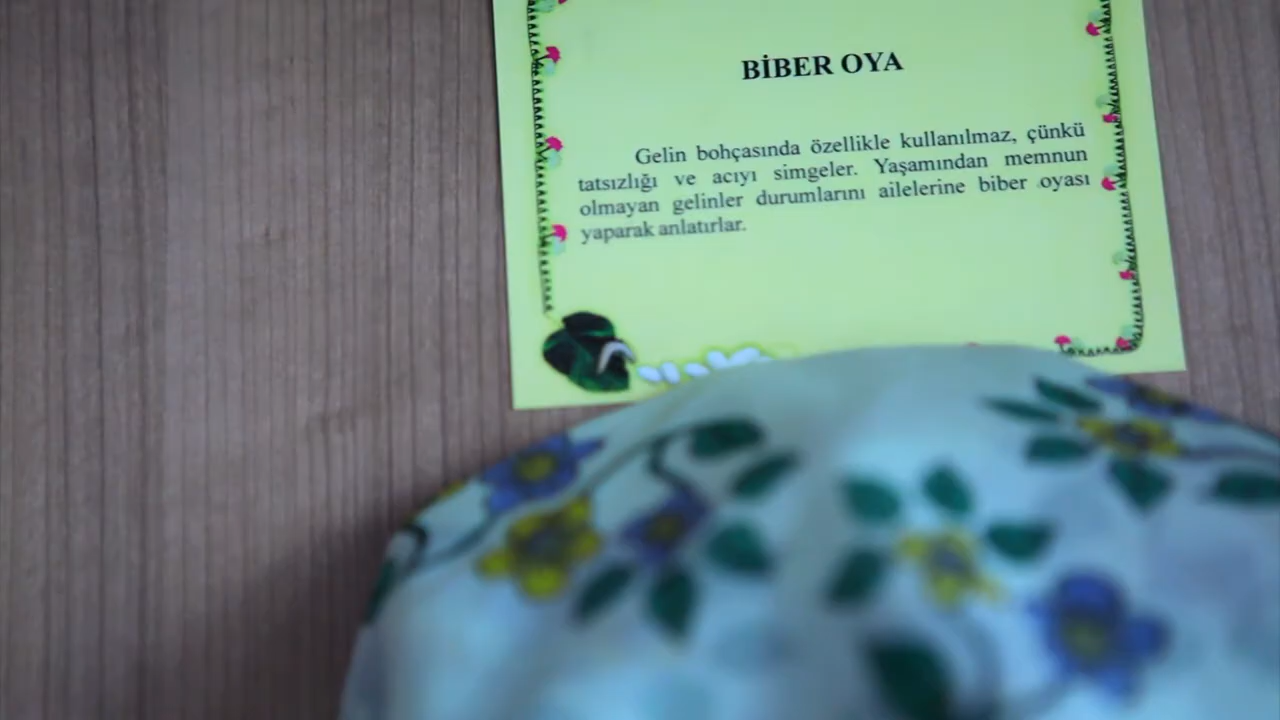 BİBER OYA
Gelin bohçasında özellikle kullanılmaz, çünkü
tatsızlığı ve acıyı simgeler. Yaşamından memnun
olmayan gelinler durumlarını ailelerine biber oyası
yaparak anlatırlar.